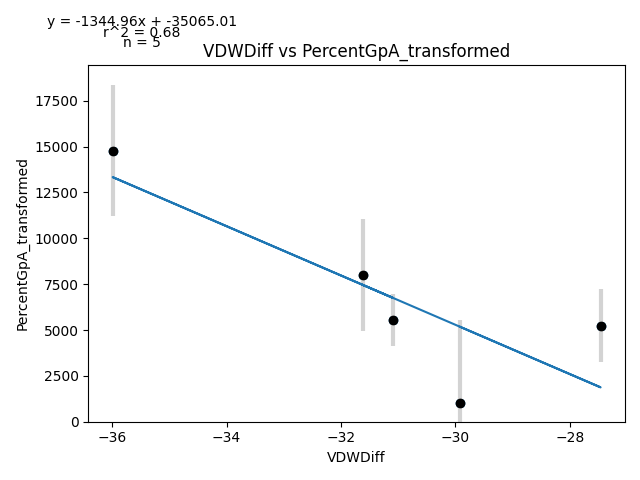 y = -1344.96x + -35065.01
r^2 = 0.68
n = 5
VDWDiff vs PercentGpA_transformed
17500
15000
12500
10000
7500
5000
2500
0
PercentGpA_transformed
−36
−34
−32
−30
−28
VDWDiff